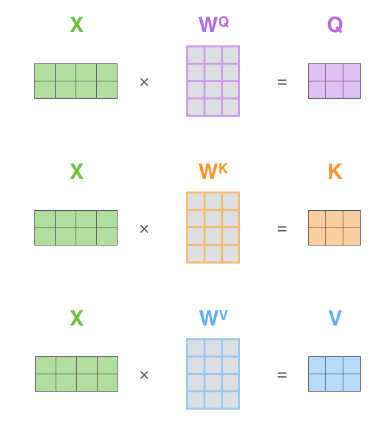 X W^Q Q
× =
X W^K K
× =
X W^V V
× =